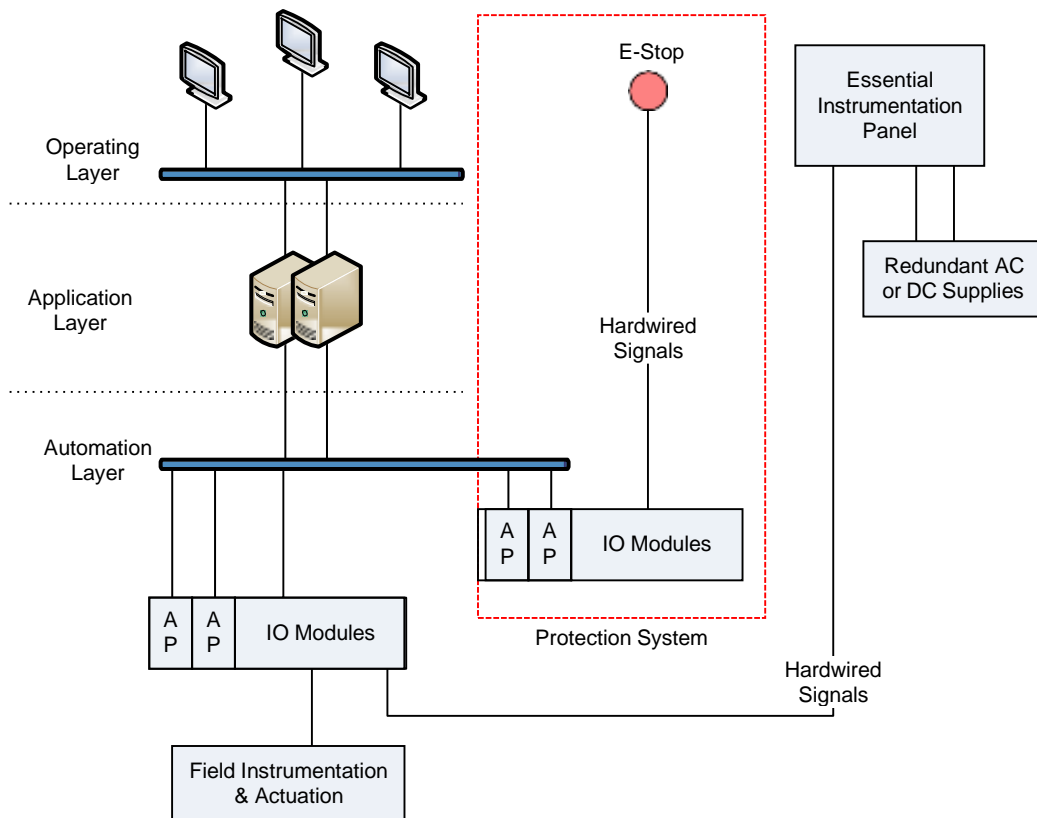 E-Stop
Essential
Instrumentation
Panel
Operating
Layer
Redundant AC
or DC Supplies
Application
Layer
Hardwired
Signals
Automation
Layer
A
P
A
P
IO Modules
A
P
A
P
IO Modules
Protection System
Hardwired
Signals
Field Instrumentation
& Actuation